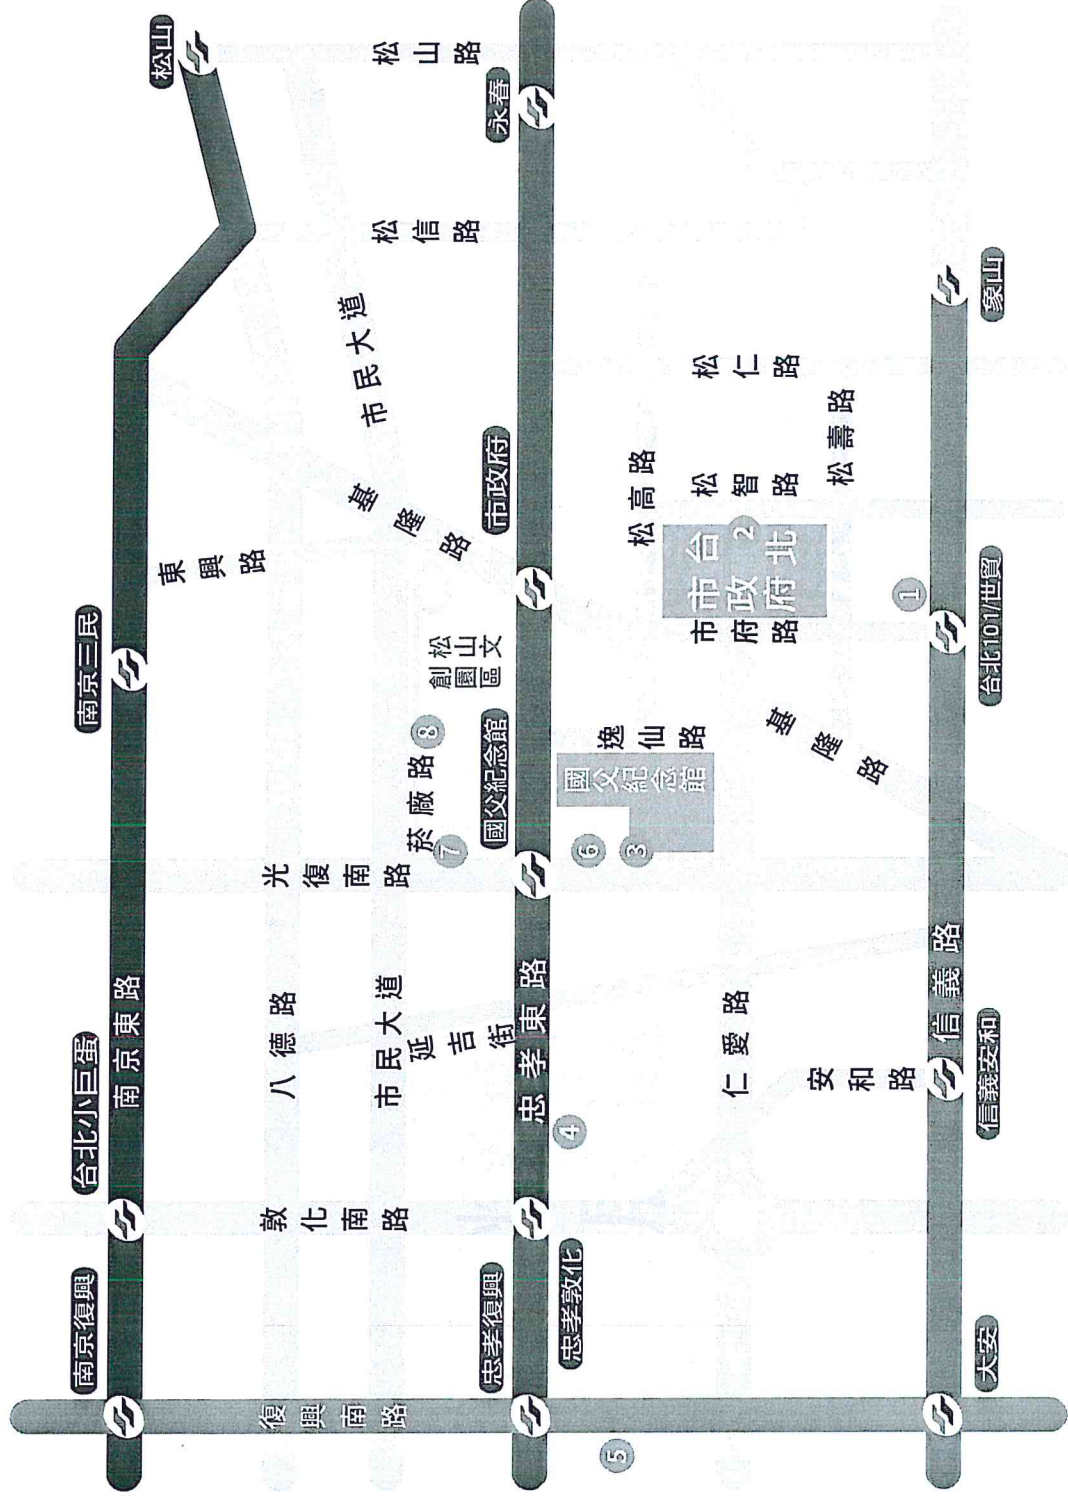 南京復興
台北小巨蛋
南京三民
松山
南京東路
東興路
八德路
敦化南路
光復南路
復興南路
市民大道
市民大道
延吉街
菸廠路
8
7
松山文
創園區
基隆路
松信路
松山路
忠孝復興
忠孝敦化
國父紀念館
市政府
永春
忠孝東路
4
5
6
3
國父紀念館
逸仙路
松高路
台北
市政府
2
市府路
松智路
松仁路
松壽路
基隆路
仁愛路
安和路
1
信義路
大安
信義安和
台北101/世貿
象山